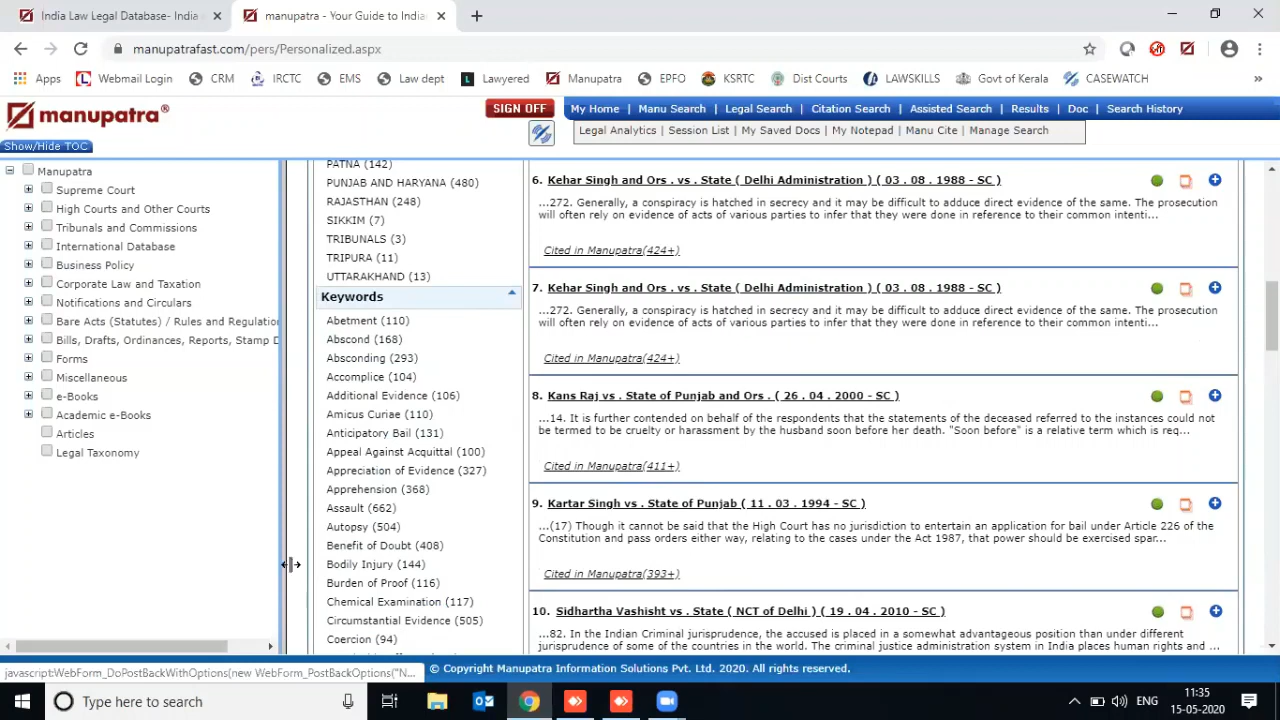 India Law Legal Database- India
manupatra - Your Guide to India
manupatrafast.com/pers/Personalized.aspx
Apps
Webmail Login
CRM
IRCTC
EMS
Law dept
Lawyered
Manupatra
EPFO
KSRTC
Dist Courts
LAWSKILLS
Govt of Kerala
CASEWATCH
»
manupatra®
SIGN OFF
My Home | Manu Search | Legal Search | Citation Search | Assisted Search | Results | Doc | Search History
Legal Analytics | Session List | My Saved Docs | My Notepad | Manu Cite | Manage Search
Show/Hide TOC
Manupatra
Supreme Court
High Courts and Other Courts
Tribunals and Commissions
International Database
Business Policy
Corporate Law and Taxation
Notifications and Circulars
Bare Acts (Statutes) / Rules and Regulatio
Bills, Drafts, Ordinances, Reports, Stamp D
Forms
Miscellaneous
e-Books
Academic e-Books
Articles
Legal Taxonomy
PATNA (142)
PUNJAB AND HARYANA (480)
RAJASTHAN (248)
SIKKIM (7)
TRIBUNALS (3)
TRIPURA (11)
UTTARAKHAND (13)
Keywords
Abetment (110)
Abscond (168)
Absconding (293)
Accomplice (104)
Additional Evidence (106)
Amicus Curiae (110)
Anticipatory Bail (131)
Appeal Against Acquittal (100)
Appreciation of Evidence (327)
Apprehension (368)
Assault (662)
Autopsy (504)
Benefit of Doubt (408)
Bodily Injury (144)
Burden of Proof (116)
Chemical Examination (117)
Circumstantial Evidence (505)
Coercion (94)
6. Kehar Singh and Ors. vs. State ( Delhi Administration ) ( 03 . 08 . 1988 - SC )
...272. Generally, a conspiracy is hatched in secrecy and it may be difficult to adduce direct evidence of the same. The prosecution
will often rely on evidence of acts of various parties to infer that they were done in reference to their common intenti...
Cited in Manupatra(424+)
7. Kehar Singh and Ors. vs. State ( Delhi Administration ) ( 03 . 08 . 1988 - SC )
...272. Generally, a conspiracy is hatched in secrecy and it may be difficult to adduce direct evidence of the same. The prosecution
will often rely on evidence of acts of various parties to infer that they were done in reference to their common intenti...
Cited in Manupatra(424+)
8. Kans Raj vs . State of Punjab and Ors . ( 26 . 04 . 2000 - SC )
...14. It is further contended on behalf of the respondents that the statements of the deceased referred to the instances could not
be termed to be cruelty or harassment by the husband soon before her death. "Soon before" is a relative term which is req...
Cited in Manupatra(411+)
9. Kartar Singh vs . State of Punjab ( 11 . 03 . 1994 - SC )
...(17) Though it cannot be said that the High Court has no jurisdiction to entertain an application for bail under Article 226 of the
Constitution and pass orders either way, relating to the cases under the Act 1987, that power should be exercised spar...
Cited in Manupatra(393+)
10. Sidhartha Vashisht vs . State ( NCT of Delhi ) ( 19 . 04 . 2010 - SC )
...82. In the Indian Criminal jurisprudence, the accused is placed in a somewhat advantageous position than under different
jurisprudence of some of the countries in the world. The criminal justice administration system in India places human rights and ...
javascript:WebForm_DoPostBackWithOptions(new WebForm_PostBackOptions("N...
© Copyright Manupatra Information Solutions Pvt. Ltd. 2020. All rights reserved.
Type here to search
ENG
11:35
15-05-2020